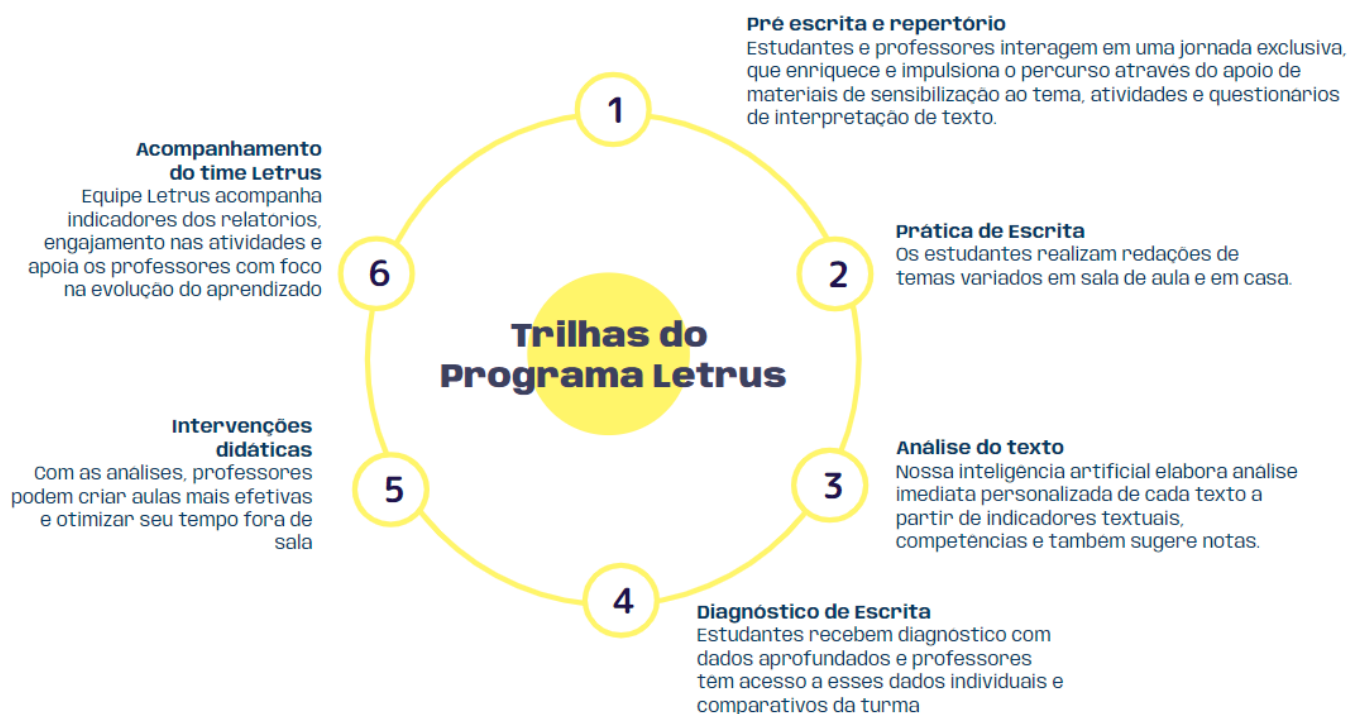 1
Pré escrita e repertório
Estudantes e professores interagem em uma jornada exclusiva,
que enriquece e impulsiona o percurso através do apoio de
materiais de sensibilização ao tema, atividades e questionários
de interpretação de texto.
2
Prática de Escrita
Os estudantes realizam redações de
temas variados em sala de aula e em casa.
3
Análise do texto
Nossa inteligência artificial elabora análise
imediata personalizada de cada texto a
partir de indicadores textuais,
competências e também sugere notas.
4
Diagnóstico de Escrita
Estudantes recebem diagnóstico com
dados aprofundados e professores
têm acesso a esses dados individuais e
comparativos da turma
5
Intervenções
didáticas
Com as análises, professores
podem criar aulas mais efetivas
e otimizar seu tempo fora de
sala
6
Acompanhamento
do time Letrus
Equipe Letrus acompanha
indicadores dos relatórios,
engajamento nas atividades e
apoia os professores com foco
na evolução do aprendizado
Trilhas do
Programa Letrus